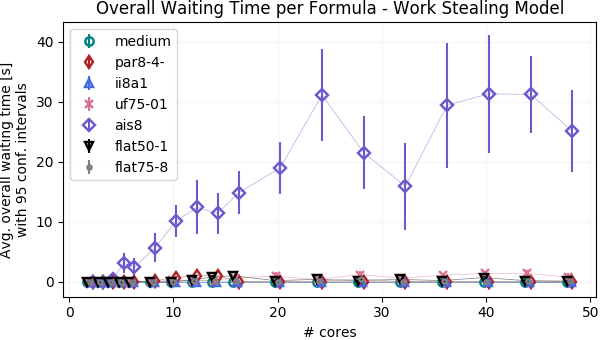 Overall Waiting Time per Formula - Work Stealing Model
Avg. overall waiting time [s]
with 95 conf. intervals
40
30
20
10
0
medium
par8-4-
ii8a1
uf75-01
ais8
flat50-1
flat75-8
0 10 20 30 40 50
# cores